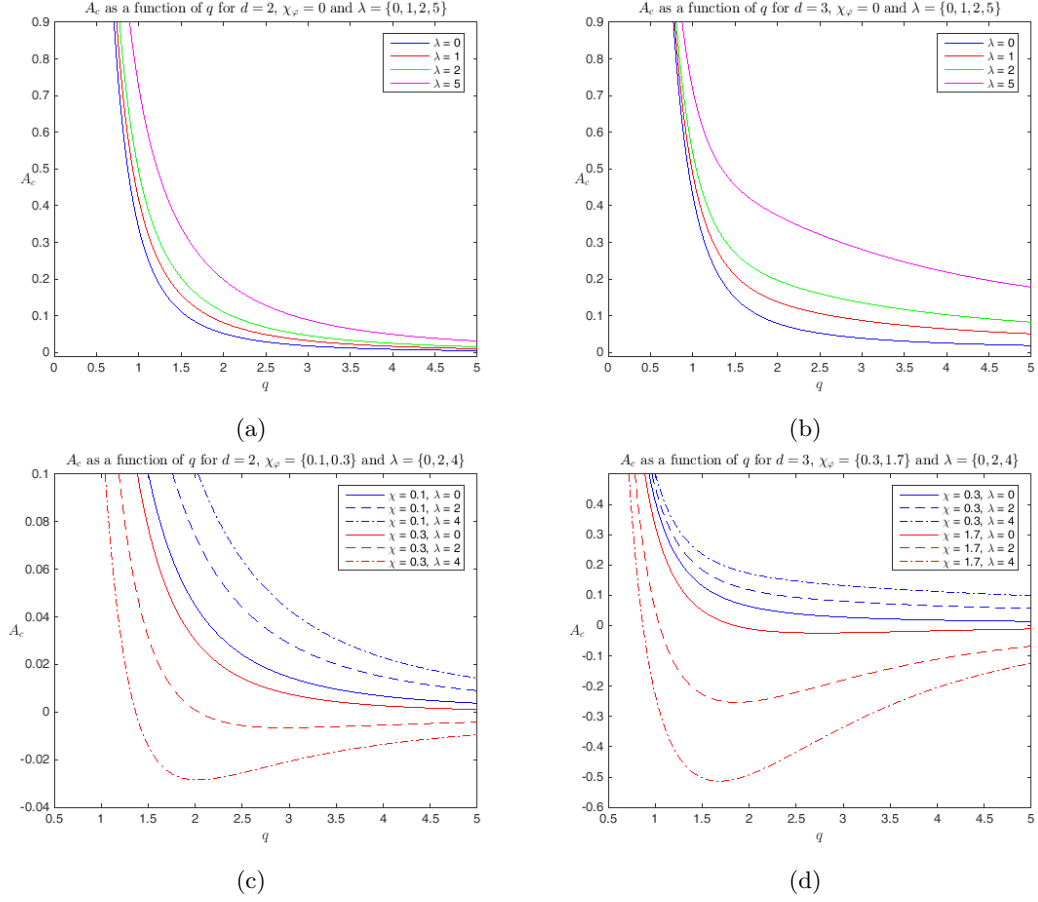 A_c as a function of q for d = 2, χ_φ = 0 and λ = {0, 1, 2, 5}
0.9
0.8
0.7
0.6
0.5
A_c
0.4
0.3
0.2
0.1
0
0 0.5 1 1.5 2 2.5 3 3.5 4 4.5 5
q
λ = 0
λ = 1
λ = 2
λ = 5
(a)
A_c as a function of q for d = 3, χ_φ = 0 and λ = {0, 1, 2, 5}
0.9
0.8
0.7
0.6
0.5
A_c
0.4
0.3
0.2
0.1
0
0 0.5 1 1.5 2 2.5 3 3.5 4 4.5 5
q
λ = 0
λ = 1
λ = 2
λ = 5
(b)
A_c as a function of q for d = 2, χ_φ = {0.1, 0.3} and λ = {0, 2, 4}
0.1
0.08
0.06
0.04
A_c
0.02
0
-0.02
-0.04
0.5 1 1.5 2 2.5 3 3.5 4 4.5 5
q
χ = 0.1, λ = 0
χ = 0.1, λ = 2
χ = 0.1, λ = 4
χ = 0.3, λ = 0
χ = 0.3, λ = 2
χ = 0.3, λ = 4
(c)
A_c as a function of q for d = 3, χ_φ = {0.3, 1.7} and λ = {0, 2, 4}
0.4
0.3
0.2
0.1
0
A_c
-0.1
-0.2
-0.3
-0.4
-0.5
-0.6
0.5 1 1.5 2 2.5 3 3.5 4 4.5 5
q
χ = 0.3, λ = 0
χ = 0.3, λ = 2
χ = 0.3, λ = 4
χ = 1.7, λ = 0
χ = 1.7, λ = 2
χ = 1.7, λ = 4
(d)